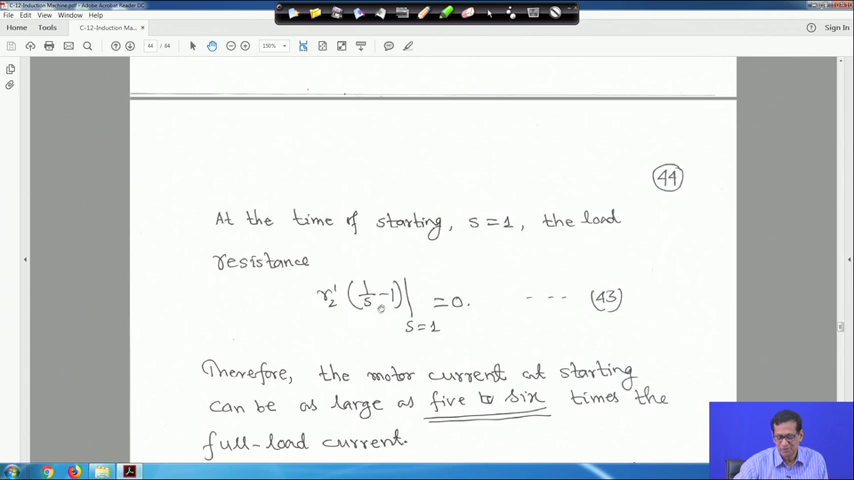 C-12-Induction Machine.pdf - Adobe Acrobat Reader DC
File Edit View Window Help
Home Tools C-12-Induction Ma... × Sign In
44 / 64 150%
44
At the time of starting, s=1, the load
resistance
r₂' (1/s −1)|s=1 =0. - - - (43)
Therefore, the motor current at starting
can be as large as five to six times the
full-load current.